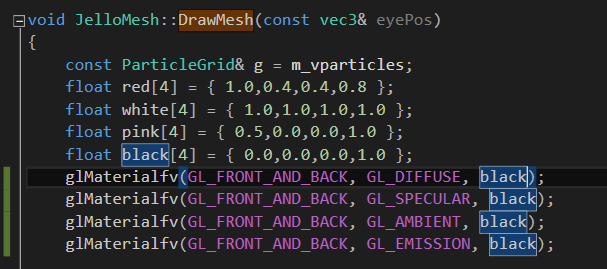 void JelloMesh::DrawMesh(const vec3& eyePos)
{
const ParticleGrid& g = m_vparticles;
float red[4] = { 1.0,0.4,0.4,0.8 };
float white[4] = { 1.0,1.0,1.0,1.0 };
float pink[4] = { 0.5,0.0,0.0,1.0 };
float black[4] = { 0.0,0.0,0.0,1.0 };
glMaterialfv(GL_FRONT_AND_BACK, GL_DIFFUSE, black);
glMaterialfv(GL_FRONT_AND_BACK, GL_SPECULAR, black);
glMaterialfv(GL_FRONT_AND_BACK, GL_AMBIENT, black);
glMaterialfv(GL_FRONT_AND_BACK, GL_EMISSION, black);